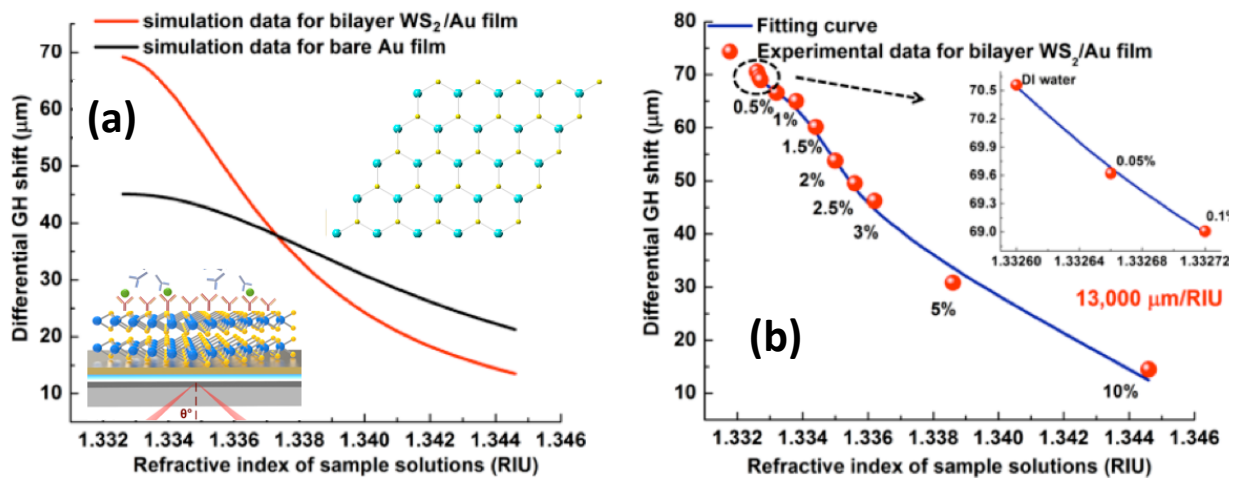 simulation data for bilayer WS₂/Au film
simulation data for bare Au film
(a)
Differential GH shift (μm)
70
60
50
40
30
20
10
θ°
1.332 1.334 1.336 1.338 1.340 1.342 1.344 1.346
Refractive index of sample solutions (RIU)
Fitting curve
Experimental data for bilayer WS₂/Au film
(b)
Differential GH shift (μm)
80
70
60
50
40
30
20
10
0.5%
1%
1.5%
2%
2.5%
3%
5%
10%
DI water
0.05%
0.1%
70.5
70.2
69.9
69.6
69.3
69.0
1.33260 1.33264 1.33268 1.33272
13,000 μm/RIU
1.332 1.334 1.336 1.338 1.340 1.342 1.344 1.346
Refractive index of sample solutions (RIU)